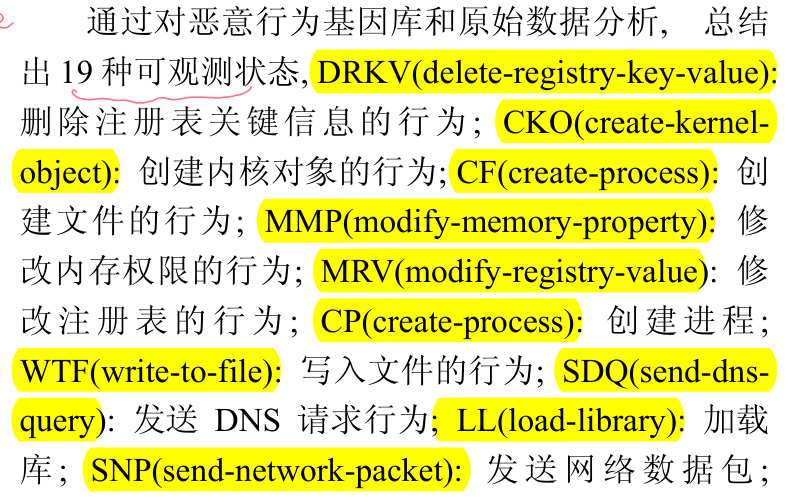 通过对恶意行为基因库和原始数据分析, 总结
出 19 种可观测状态,DRKV(delete-registry-key-value):
删除注册表关键信息的行为; CKO(create-kernel-
object): 创建内核对象的行为;CF(create-process): 创
建文件的行为; MMP(modify-memory-property): 修
改内存权限的行为; MRV(modify-registry-value): 修
改注册表的行为; CP(create-process): 创建进程;
WTF(write-to-file): 写入文件的行为; SDQ(send-dns-
query): 发送 DNS 请求行为; LL(load-library): 加载
库; SNP(send-network-packet): 发送网络数据包;